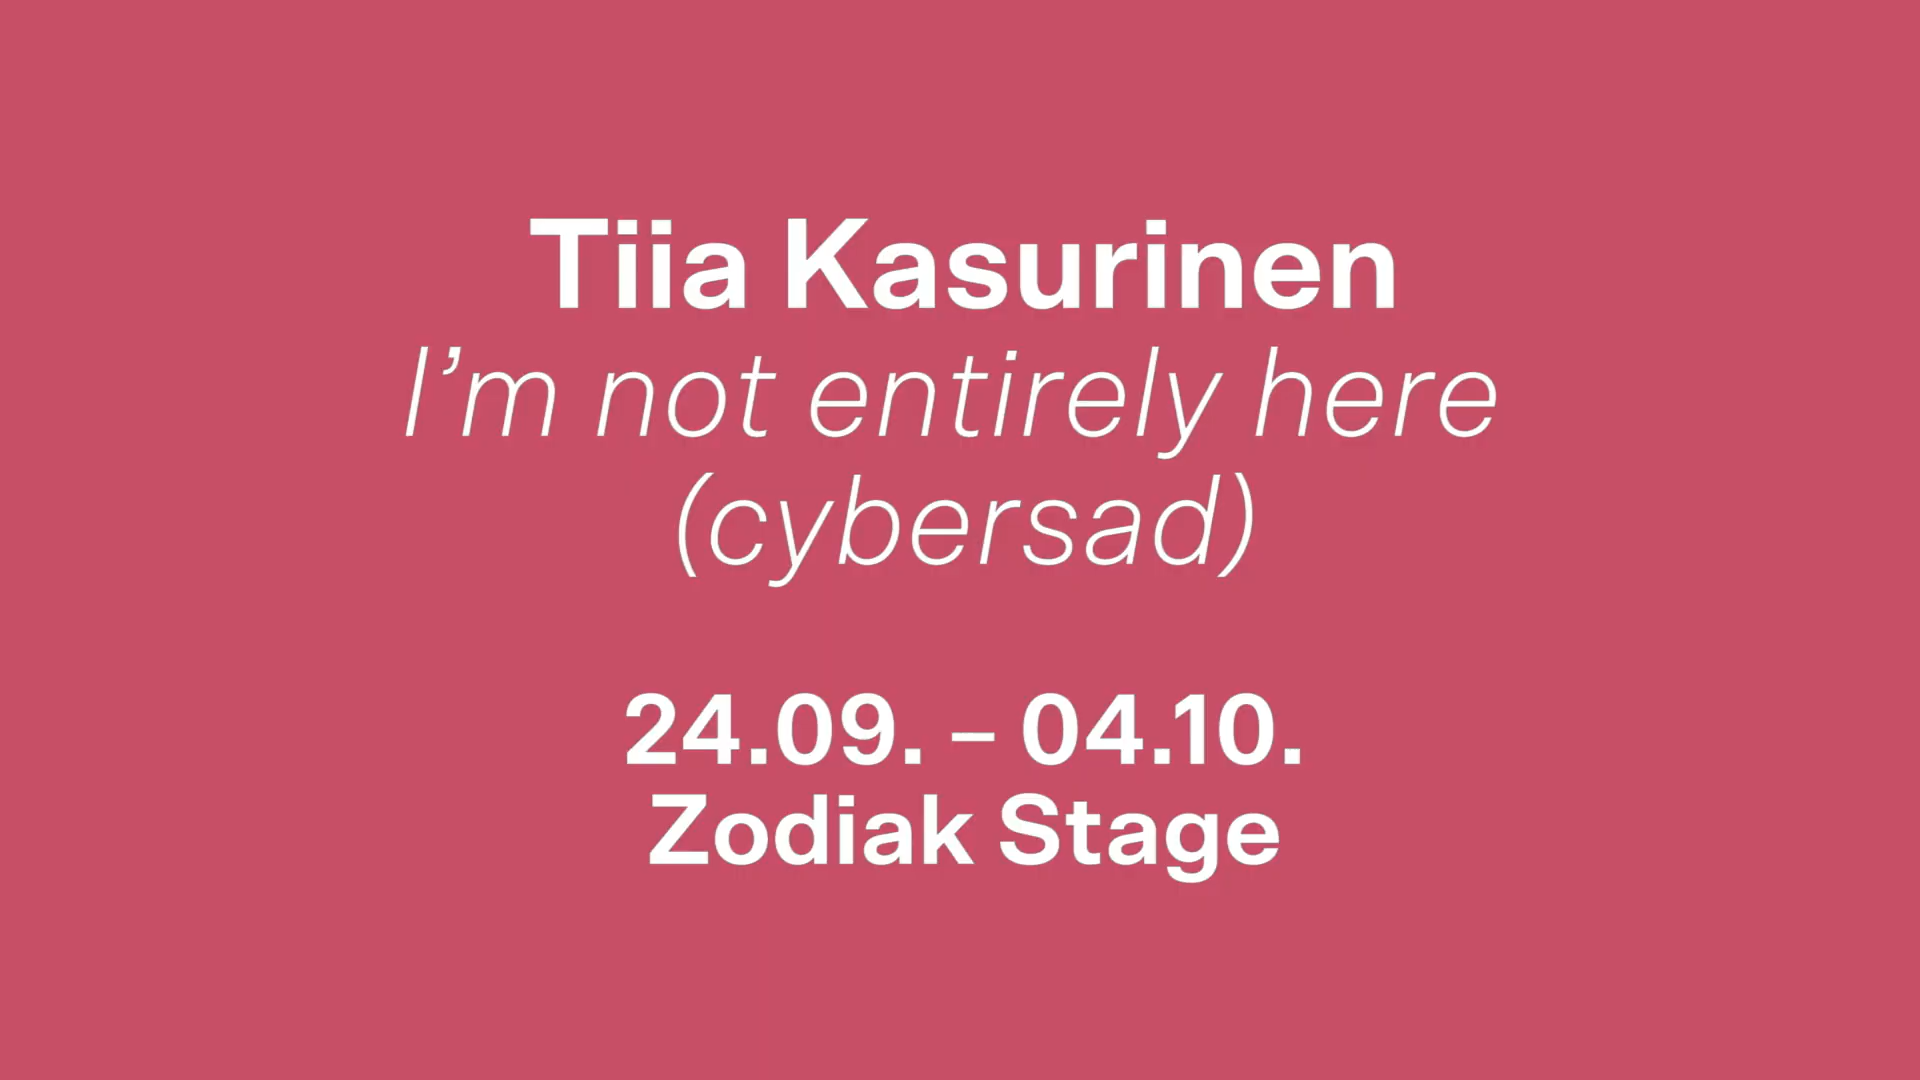 Tiia Kasurinen
I’m not entirely here
(cybersad)
24.09. – 04.10.
Zodiak Stage